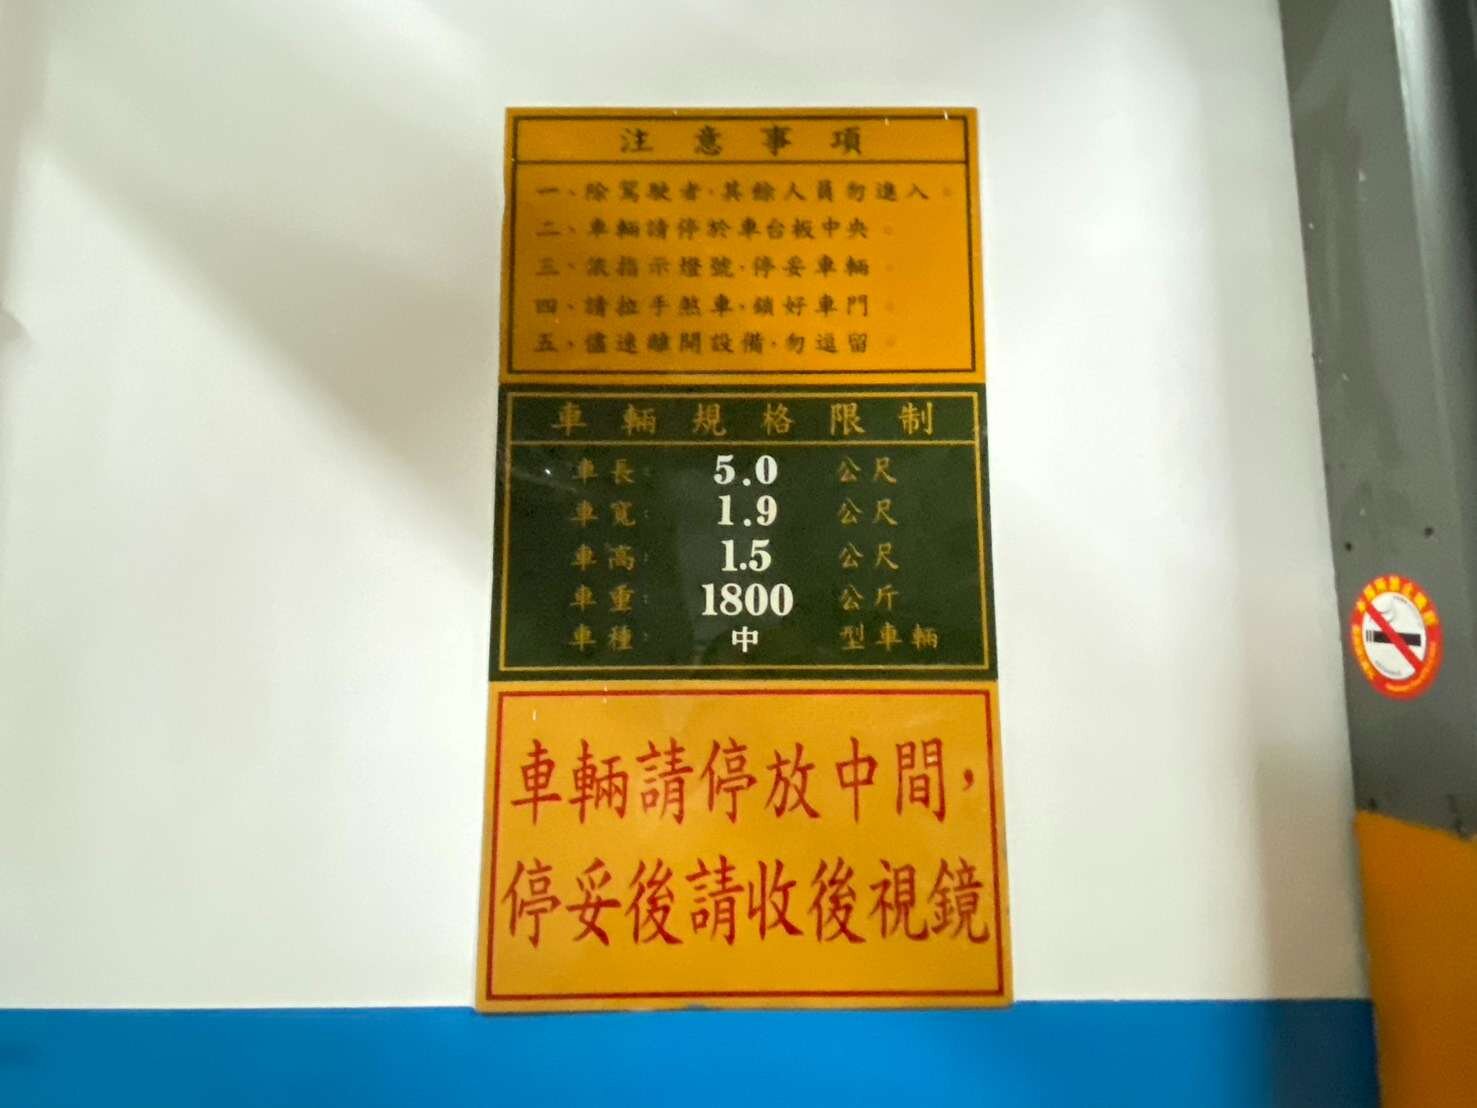 注意事項
一、除駕駛者,其餘人員勿進入。
二、車輛請停於車台板中央。
三、依指示燈號,停妥車輛。
四、請拉手煞車,鎖好車門。
五、儘速離開設備,勿逗留。
車輛規格限制
車長: 5.0 公尺
車寬: 1.9 公尺
車高: 1.5 公尺
車重: 1800 公斤
車種: 中 型車輛
車輛請停放中間,
停妥後請收後視鏡